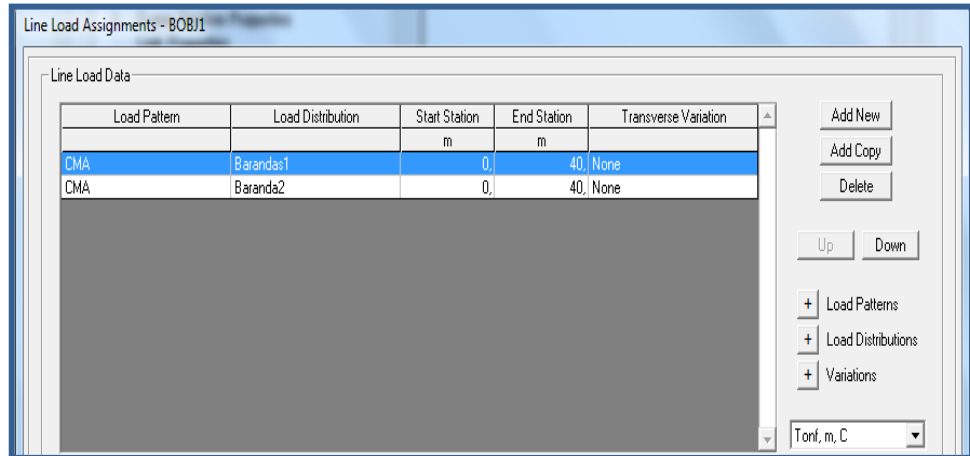 Line Load Assignments - BOBJ1
Line Load Data
Load Pattern Load Distribution Start Station End Station Transverse Variation
m m
CMA Barandas1 0, 40, None
CMA Baranda2 0, 40, None
Add New
Add Copy
Delete
Up Down
+ Load Patterns
+ Load Distributions
+ Variations
Tonf, m, C